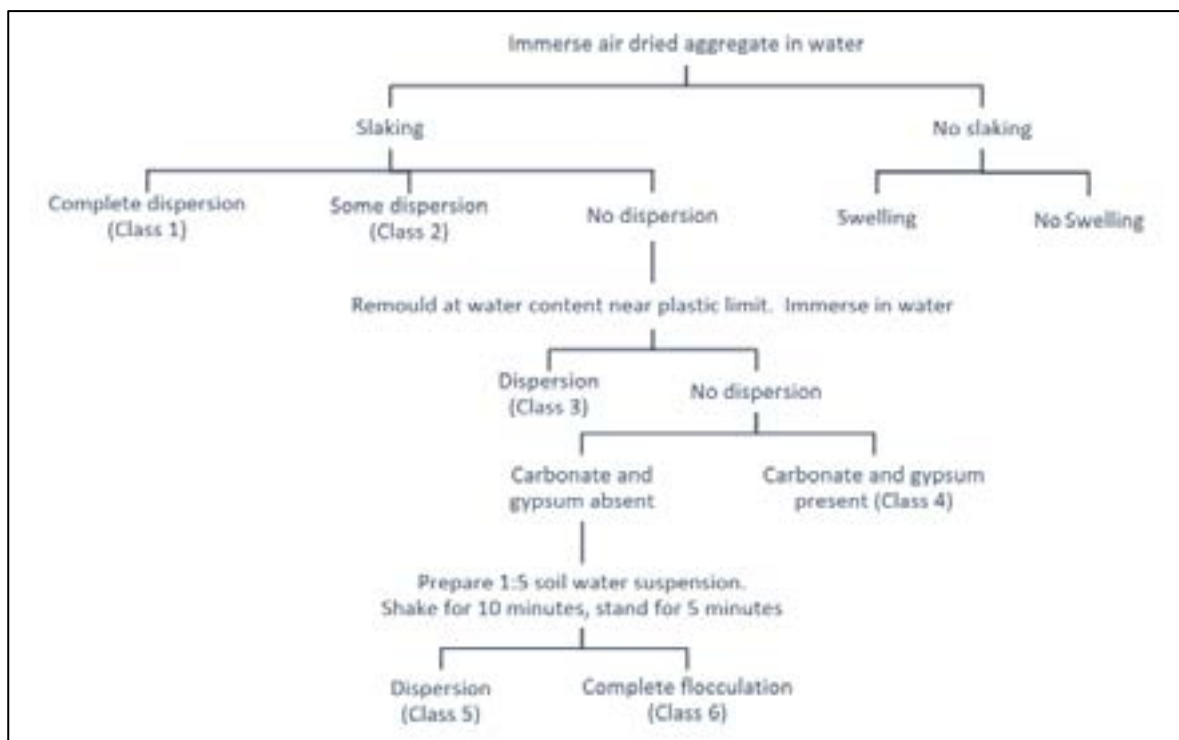 Immerse air dried aggregate in water
Slaking
No slaking
Complete dispersion
(Class 1)
Some dispersion
(Class 2)
No dispersion
Swelling
No Swelling
Remould at water content near plastic limit.  Immerse in water
Dispersion
(Class 3)
No dispersion
Carbonate and
gypsum absent
Carbonate and gypsum
present (Class 4)
Prepare 1:5 soil water suspension.
Shake for 10 minutes, stand for 5 minutes
Dispersion
(Class 5)
Complete flocculation
(Class 6)